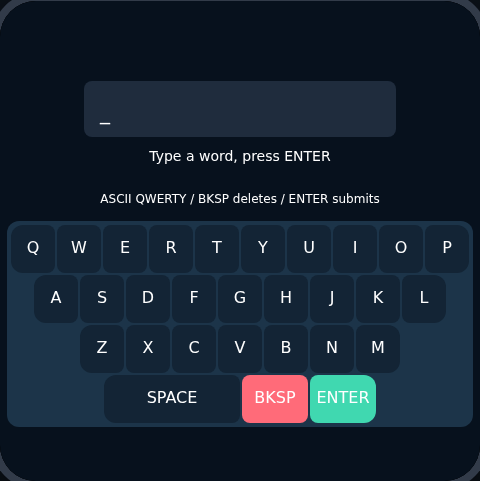 _
Type a word, press ENTER
ASCII QWERTY / BKSP deletes / ENTER submits
Q W E R T Y U I O P
A S D F G H J K L
Z X C V B N M
SPACE BKSP ENTER